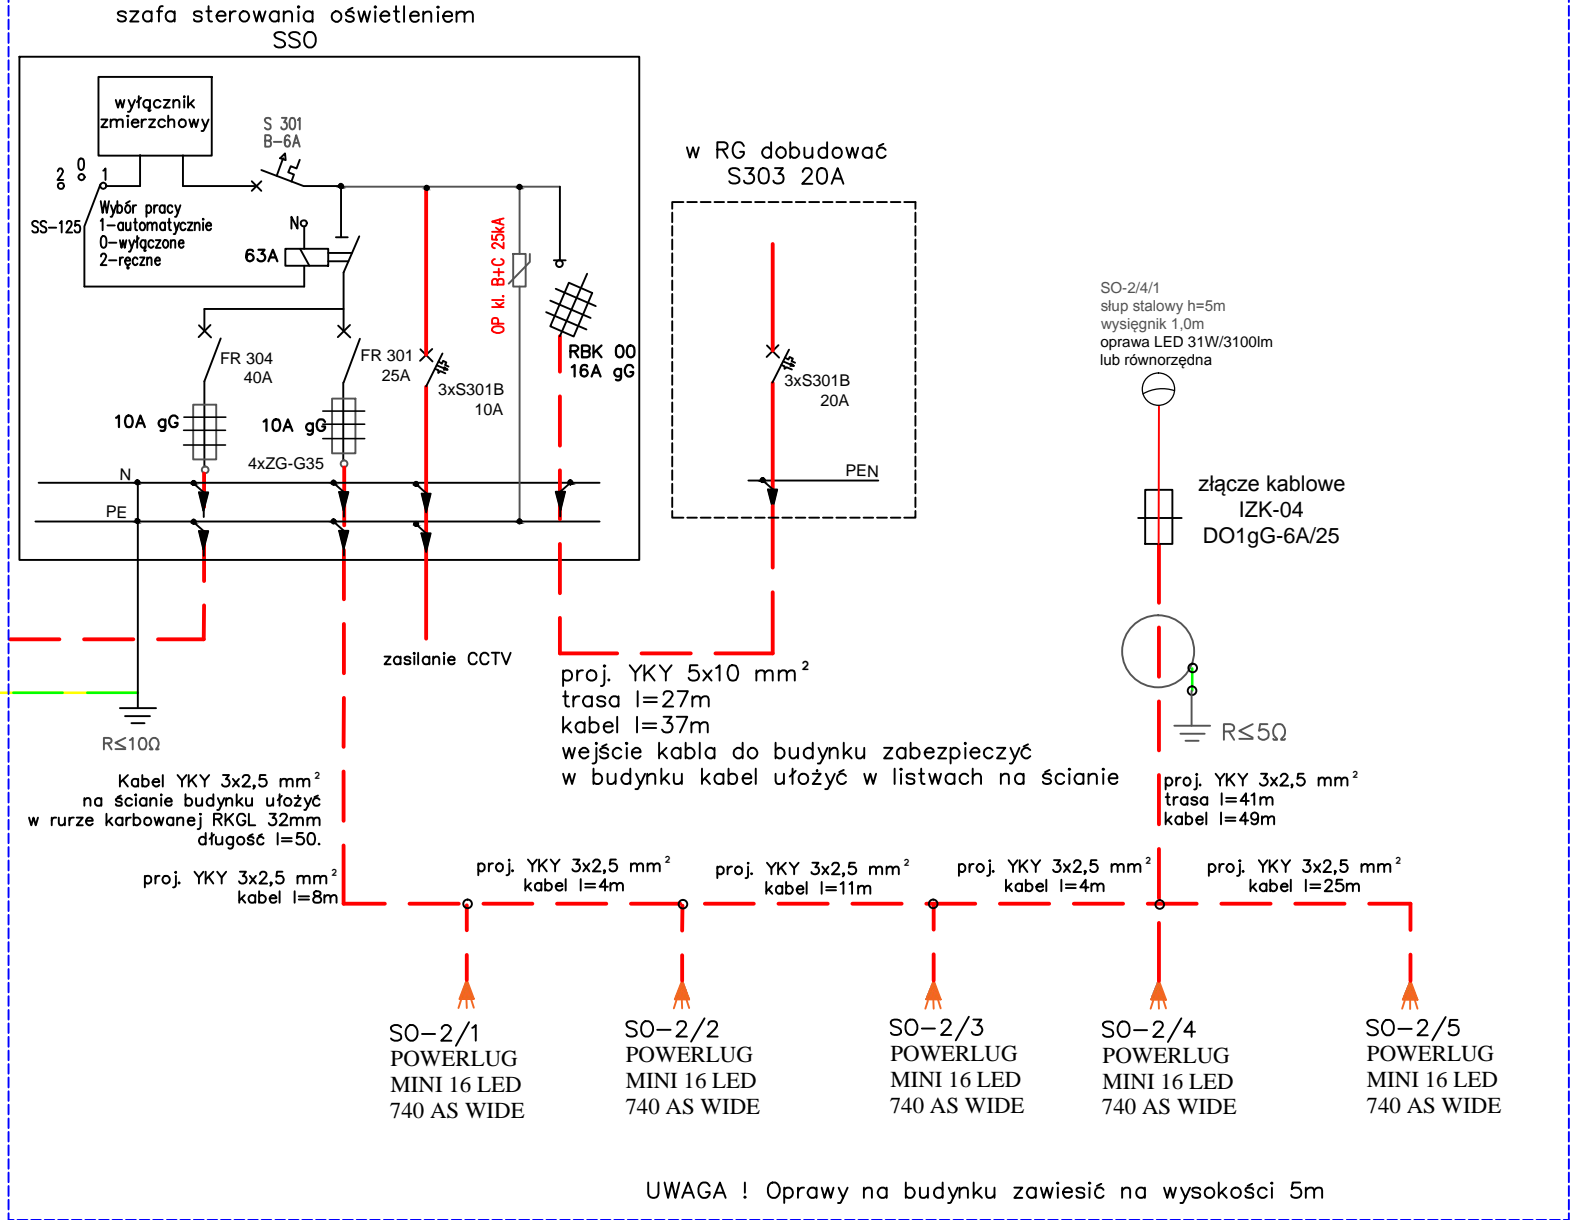 szafa sterowania oświetleniem
SSO
wyłącznik
zmierzchowy
S 301
B-6A
2
0
1
SS-125
Wybór pracy
1-automatycznie
0-wyłączone
2-ręczne
N
63A
OP kl. B+C 25kA
RBK 00
16A gG
FR 304
40A
FR 301
25A
3xS301B
10A
10A gG
10A gG
4xZG-G35
N
PE
w RG dobudować
S303 20A
3xS301B
20A
PEN
SO-2/4/1
słup stalowy h=5m
wysięgnik 1,0m
oprawa LED 31W/3100lm
lub równorzędna
złącze kablowe
IZK-04
DO1gG-6A/25
R≤5Ω
zasilanie CCTV
proj. YKY 5x10 mm²
trasa l=27m
kabel l=37m
wejście kabla do budynku zabezpieczyć
w budynku kabel ułożyć w listwach na ścianie
R≤10Ω
Kabel YKY 3x2,5 mm²
na ścianie budynku ułożyć
w rurze karbowanej RKGL 32mm
długość l=50.
proj. YKY 3x2,5 mm²
trasa l=41m
kabel l=49m
proj. YKY 3x2,5 mm²
kabel l=8m
proj. YKY 3x2,5 mm²
kabel l=4m
proj. YKY 3x2,5 mm²
kabel l=11m
proj. YKY 3x2,5 mm²
kabel l=4m
proj. YKY 3x2,5 mm²
kabel l=25m
SO-2/1
POWERLUG
MINI 16 LED
740 AS WIDE
SO-2/2
POWERLUG
MINI 16 LED
740 AS WIDE
SO-2/3
POWERLUG
MINI 16 LED
740 AS WIDE
SO-2/4
POWERLUG
MINI 16 LED
740 AS WIDE
SO-2/5
POWERLUG
MINI 16 LED
740 AS WIDE
UWAGA ! Oprawy na budynku zawiesić na wysokości 5m